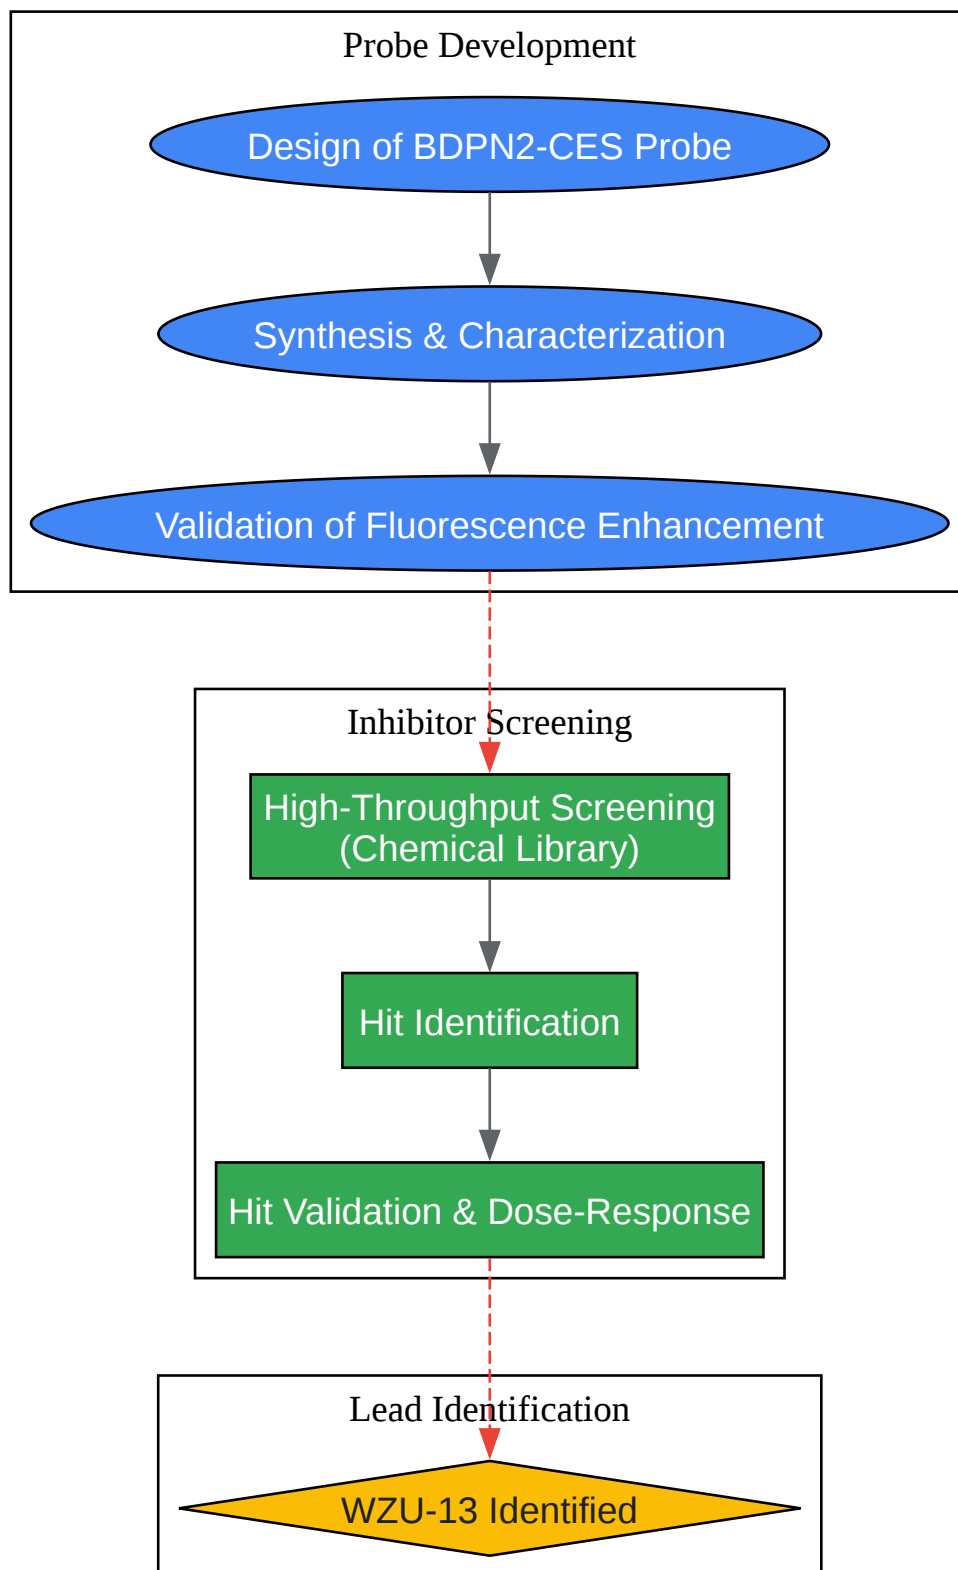 Probe Development
Design of BDPN2-CES Probe
Synthesis & Characterization
Validation of Fluorescence Enhancement
Inhibitor Screening
High-Throughput Screening
(Chemical Library)
Hit Identification
Hit Validation & Dose-Response
Lead Identification
WZU-13 Identified